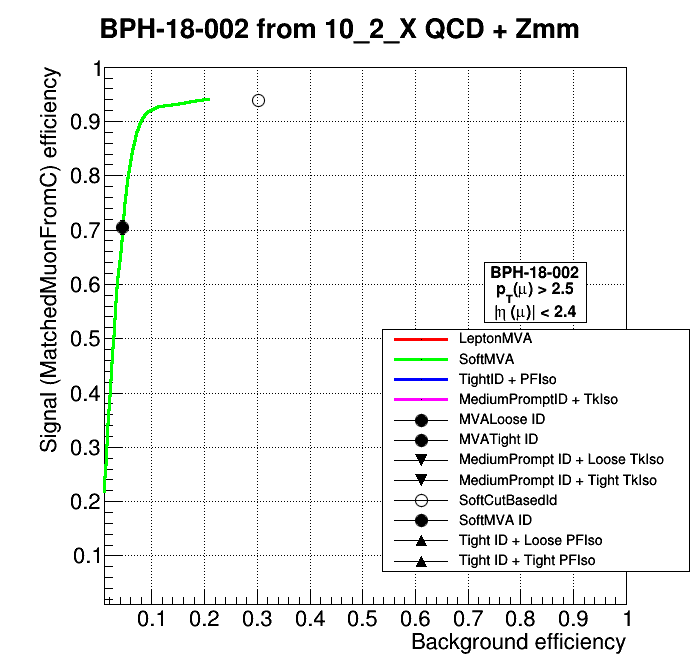 BPH-18-002 from 10_2_X QCD + Zmm
Signal (MatchedMuonFromC) efficiency
1
0.9
0.8
0.7
0.6
0.5
0.4
0.3
0.2
0.1
BPH-18-002
pT(μ) > 2.5
|η (μ)| < 2.4
LeptonMVA
SoftMVA
TightID + PFIso
MediumPromptID + TkIso
MVALoose ID
MVATight ID
MediumPrompt ID + Loose TkIso
MediumPrompt ID + Tight TkIso
SoftCutBasedId
SoftMVA ID
Tight ID + Loose PFIso
Tight ID + Tight PFIso
0.1 0.2 0.3 0.4 0.5 0.6 0.7 0.8 0.9 1
Background efficiency